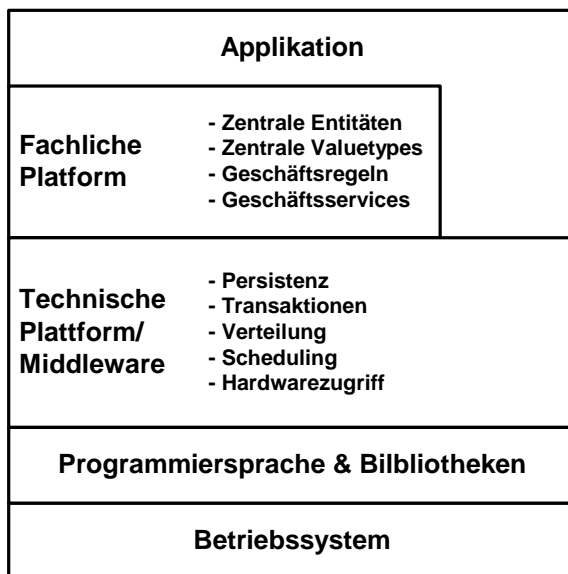 Applikation
Fachliche
Platform
- Zentrale Entitäten
- Zentrale Valuetypes
- Geschäftsregeln
- Geschäftsservices
Technische
Plattform/
Middleware
- Persistenz
- Transaktionen
- Verteilung
- Scheduling
- Hardwarezugriff
Programmiersprache & Bilbliotheken
Betriebssystem